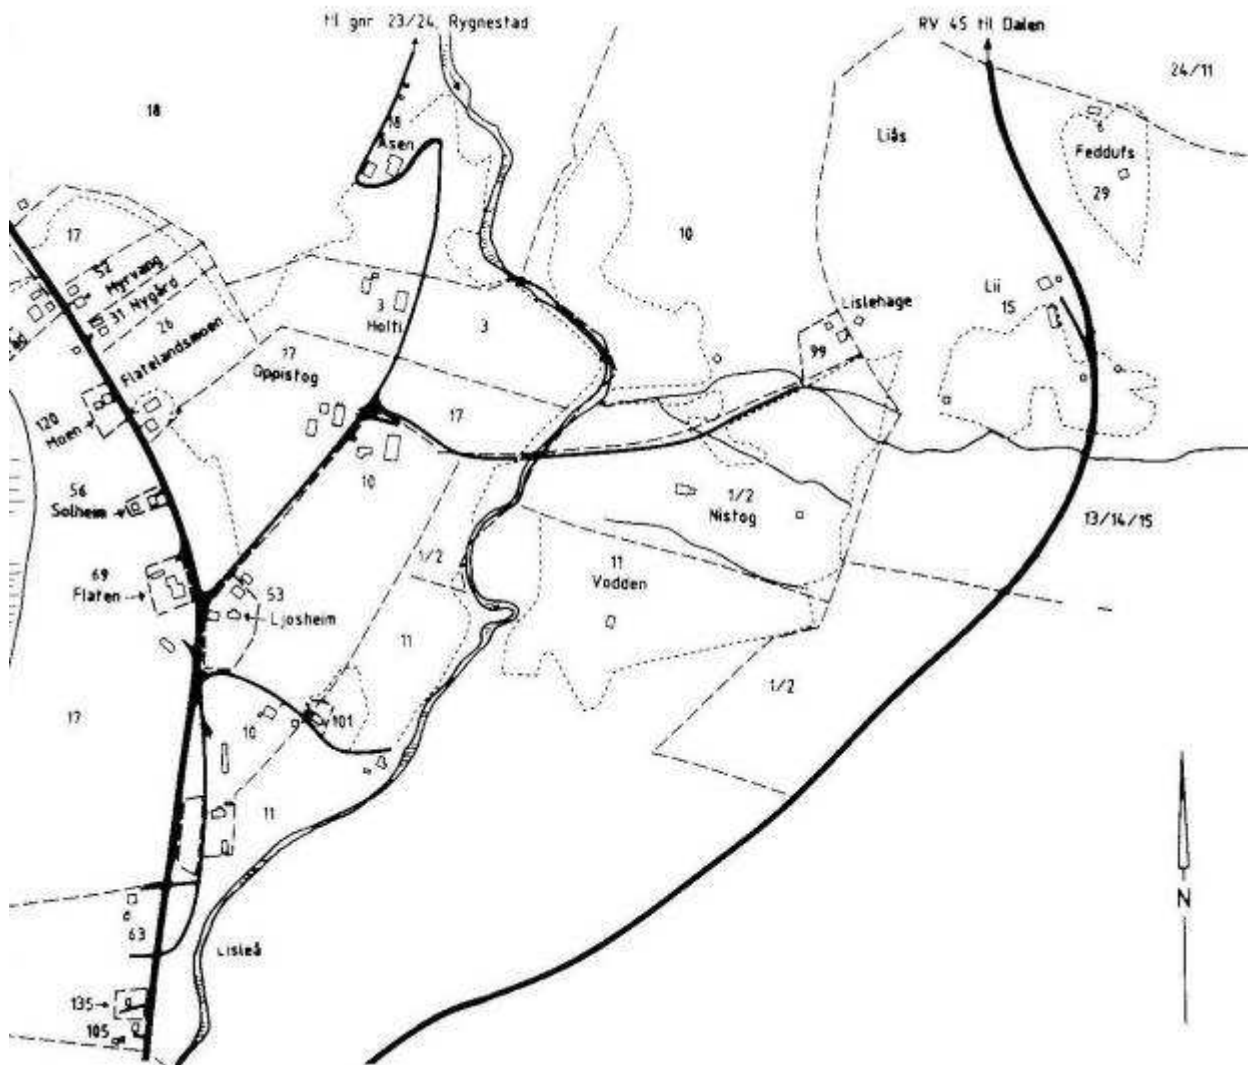 til gnr 23/24, Rygnestad
RV 45 til Dalen
24/11
18
18
Åsen
Liås
6
Feddufs
29
17
10
52
Myrvang
31 Nygård
26
Flatelandsmoen
3
Holti
3
Lislehage
99
Lii
15
17
Oppistog
17
120
Moen
10
56
Solheim
1/2
Nistog
13/14/15
1/2
11
Vodden
69
Flaten
53
Ljosheim
11
1/2
17
10
101
11
N
63
Lisleå
135
105